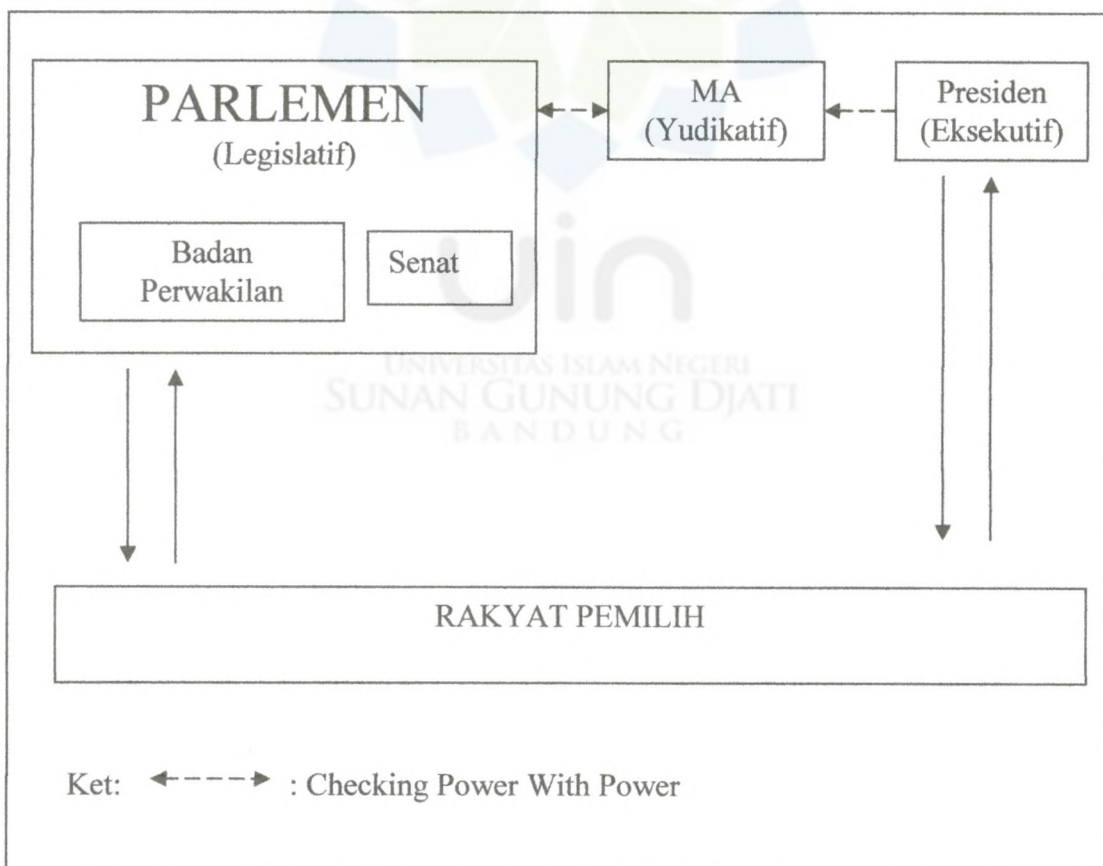 PARLEMEN
(Legislatif)
Badan
Perwakilan
Senat
MA
(Yudikatif)
Presiden
(Eksekutif)
uin
UNIVERSITAS ISLAM NEGERI
SUNAN GUNUNG DJATI
BANDUNG
RAKYAT PEMILIH
Ket: : Checking Power With Power